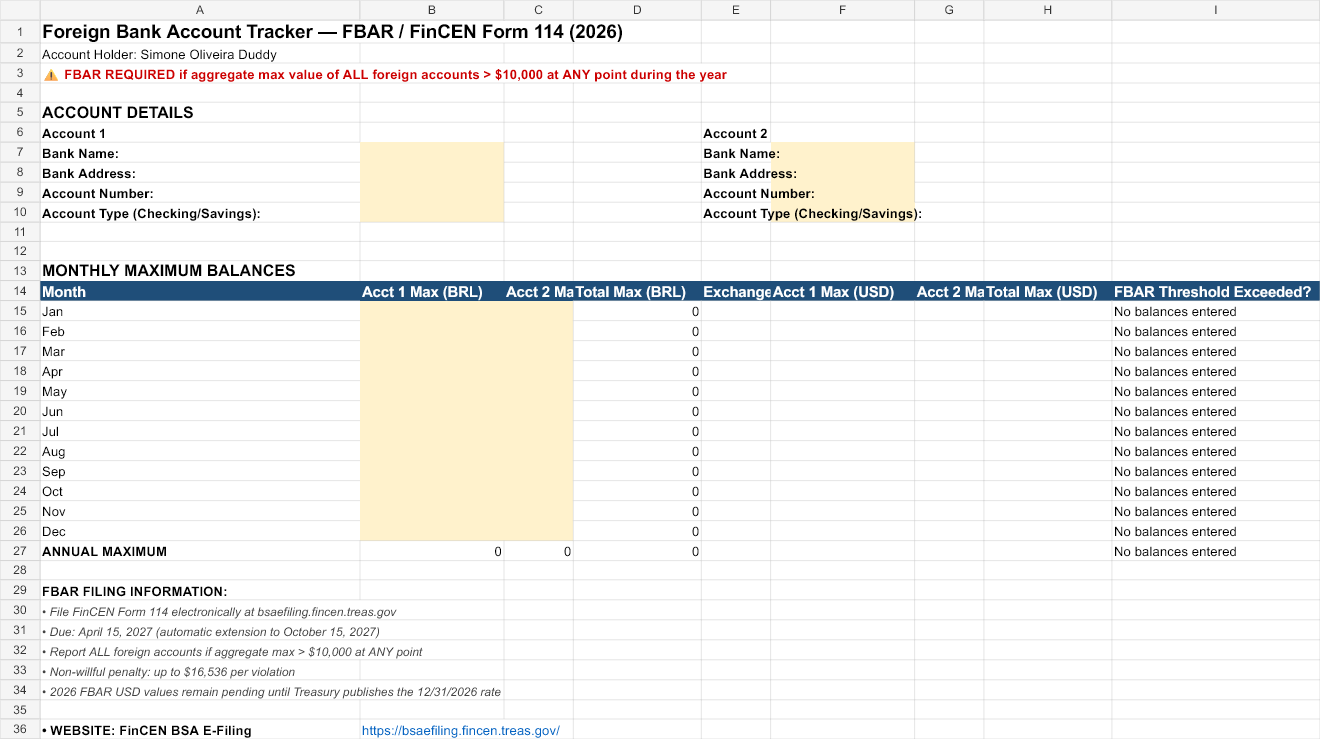 A B C D E F G H I
1 Foreign Bank Account Tracker — FBAR / FinCEN Form 114 (2026)
2 Account Holder: Simone Oliveira Duddy
3 ⚠ FBAR REQUIRED if aggregate max value of ALL foreign accounts > $10,000 at ANY point during the year
4
5 ACCOUNT DETAILS
6 Account 1 Account 2
7 Bank Name: Bank Name:
8 Bank Address: Bank Address:
9 Account Number: Account Number:
10 Account Type (Checking/Savings): Account Type (Checking/Savings):
11
12
13 MONTHLY MAXIMUM BALANCES
14 Month Acct 1 Max (BRL) Acct 2 Ma Total Max (BRL) Exchange Acct 1 Max (USD) Acct 2 Ma Total Max (USD) FBAR Threshold Exceeded?
15 Jan 0 No balances entered
16 Feb 0 No balances entered
17 Mar 0 No balances entered
18 Apr 0 No balances entered
19 May 0 No balances entered
20 Jun 0 No balances entered
21 Jul 0 No balances entered
22 Aug 0 No balances entered
23 Sep 0 No balances entered
24 Oct 0 No balances entered
25 Nov 0 No balances entered
26 Dec 0 No balances entered
27 ANNUAL MAXIMUM 0 0 0 No balances entered
28
29 FBAR FILING INFORMATION:
30 • File FinCEN Form 114 electronically at bsaefiling.fincen.treas.gov
31 • Due: April 15, 2027 (automatic extension to October 15, 2027)
32 • Report ALL foreign accounts if aggregate max > $10,000 at ANY point
33 • Non-willful penalty: up to $16,536 per violation
34 • 2026 FBAR USD values remain pending until Treasury publishes the 12/31/2026 rate
35
36 • WEBSITE: FinCEN BSA E-Filing https://bsaefiling.fincen.treas.gov/